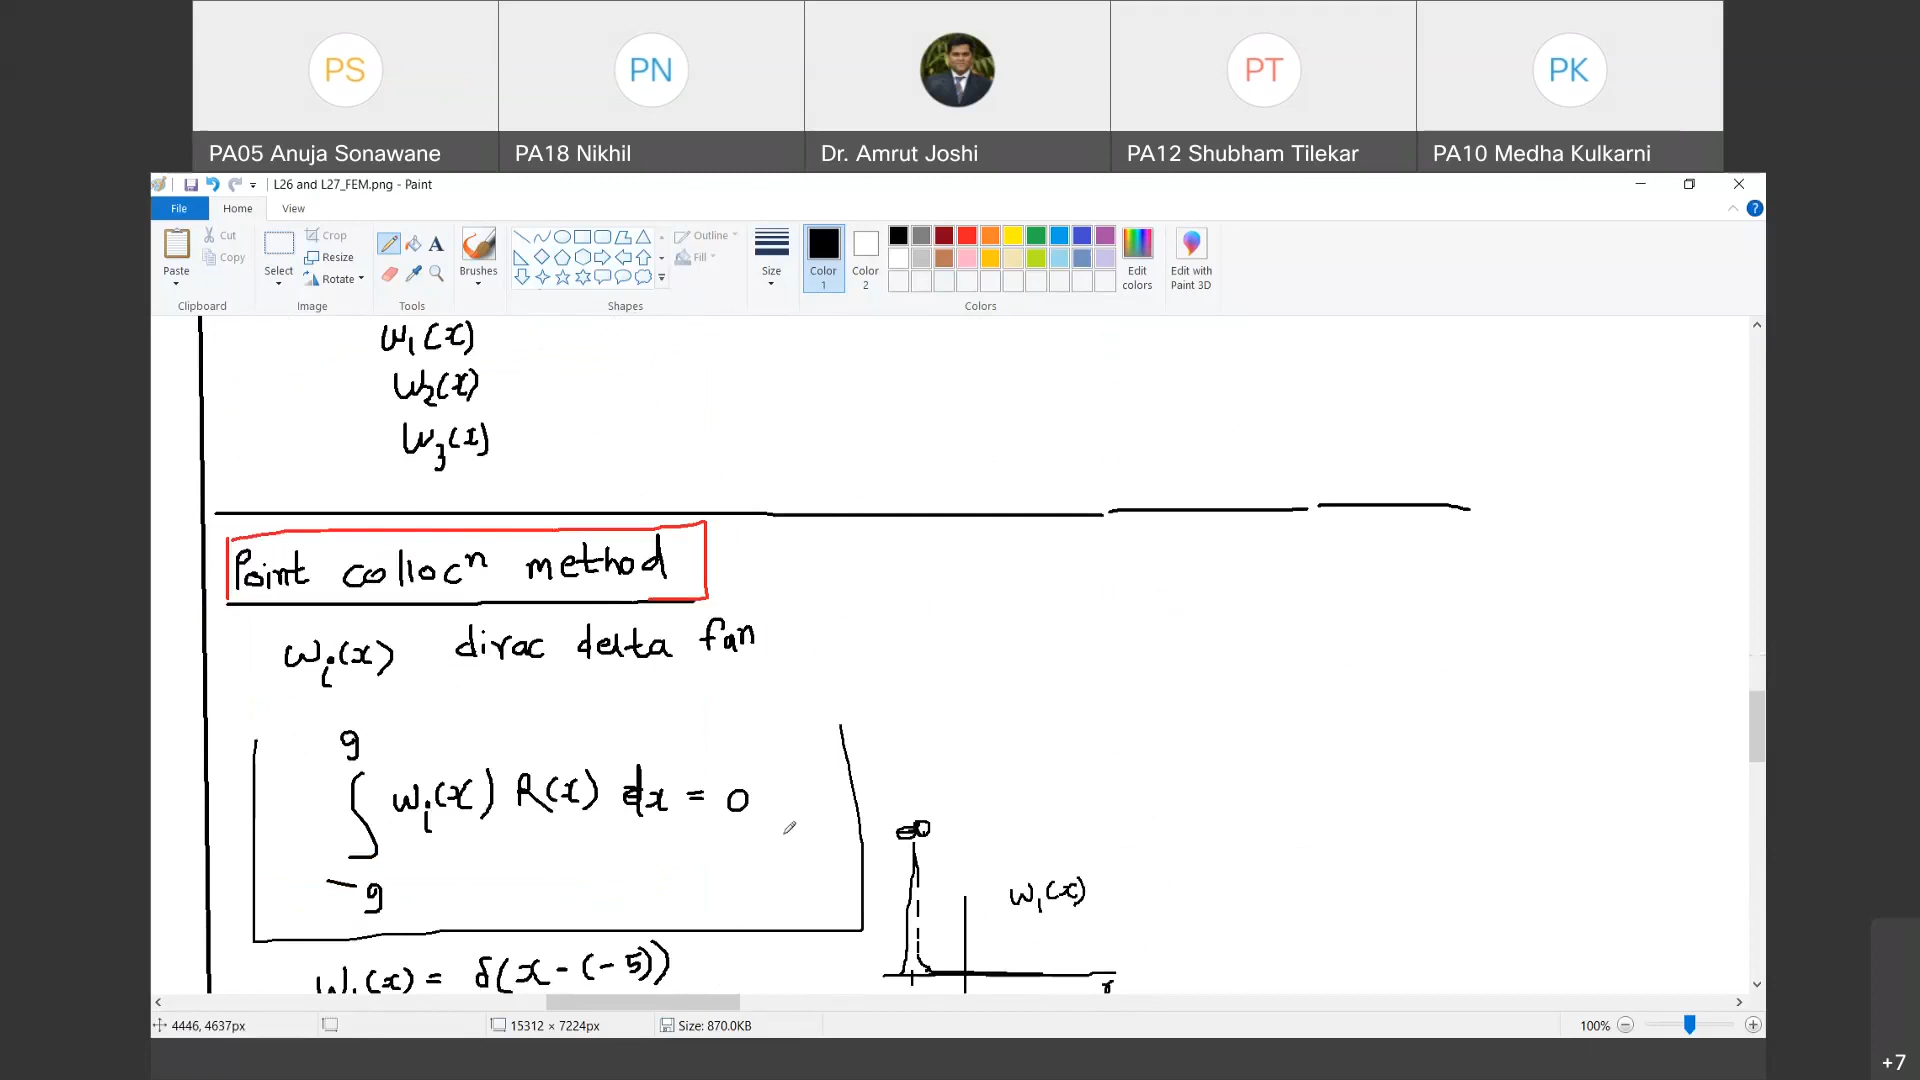 PS
PN
PT
PK
PA05 Anuja Sonawane
PA18 Nikhil
Dr. Amrut Joshi
PA12 Shubham Tilekar
PA10 Medha Kulkarni
L26 and L27_FEM.png - Paint
File
Home
View
Paste
Cut
Copy
Clipboard
Select
Crop
Resize
Rotate
Image
A
Tools
Brushes
Shapes
Outline
Fill
Size
Color 1
Color 2
Edit colors
Colors
Edit with Paint 3D
?
w₁(x)
w₂(x)
w₃(x)
Point collocⁿ method
wᵢ(x) dirac delta fan
9
∫ wᵢ(x) R(x) dx = 0
-9
∞
w₁(x)
w₁(x) = δ(x-(-5))
x
4446, 4637px
15312 × 7224px
Size: 870.0KB
100%
+7